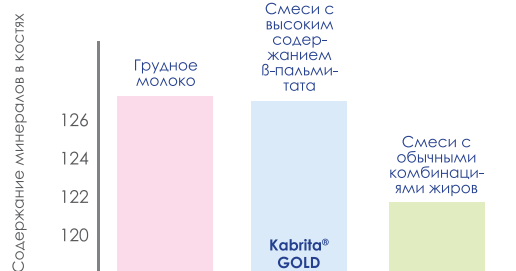 Содержание минералов в костях
126
124
122
120
Грудное
молоко
Смеси с
высоким
содер-
жанием
ß-пальми-
тата
Kabrita®
GOLD
Смеси с
обычными
комбинаци-
ями жиров